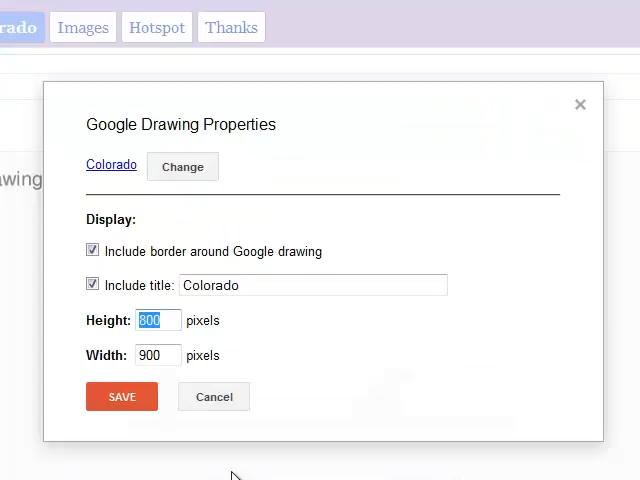 rado Images Hotspot Thanks
Google Drawing Properties
Colorado Change
awing
Display:
Include border around Google drawing
Include title: Colorado
Height: 800 pixels
Width: 900 pixels
SAVE Cancel